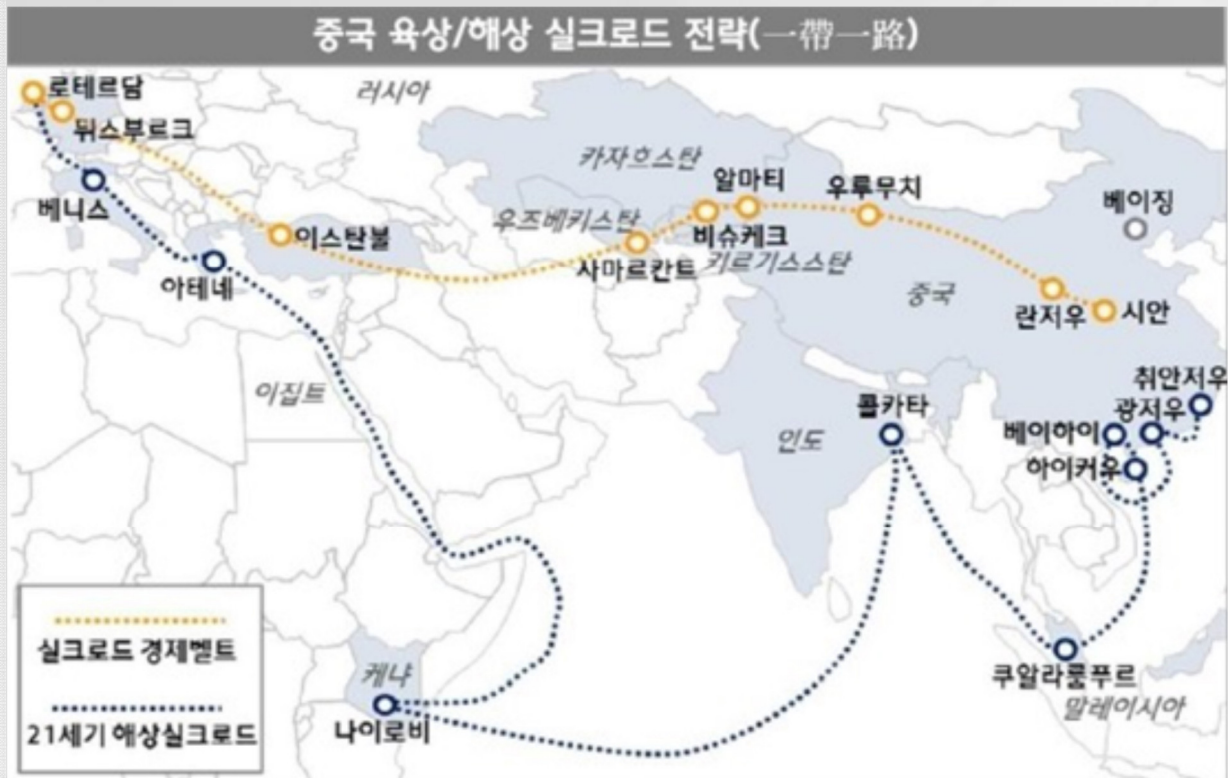 중국 육상/해상 실크로드 전략(一帶一路)
로테르담
러시아
뒤스부르크
카자흐스탄
알마티
우루무치
베니스
베이징
우즈베키스탄
이스탄불
비슈케크
사마르칸트
키르기스스탄
아테네
중국
란저우
시안
취안저우
이집트
콜카타
광저우
인도
베이하이
하이커우
실크로드 경제벨트
케냐
쿠알라룸푸르
21세기 해상실크로드
나이로비
말레이시아